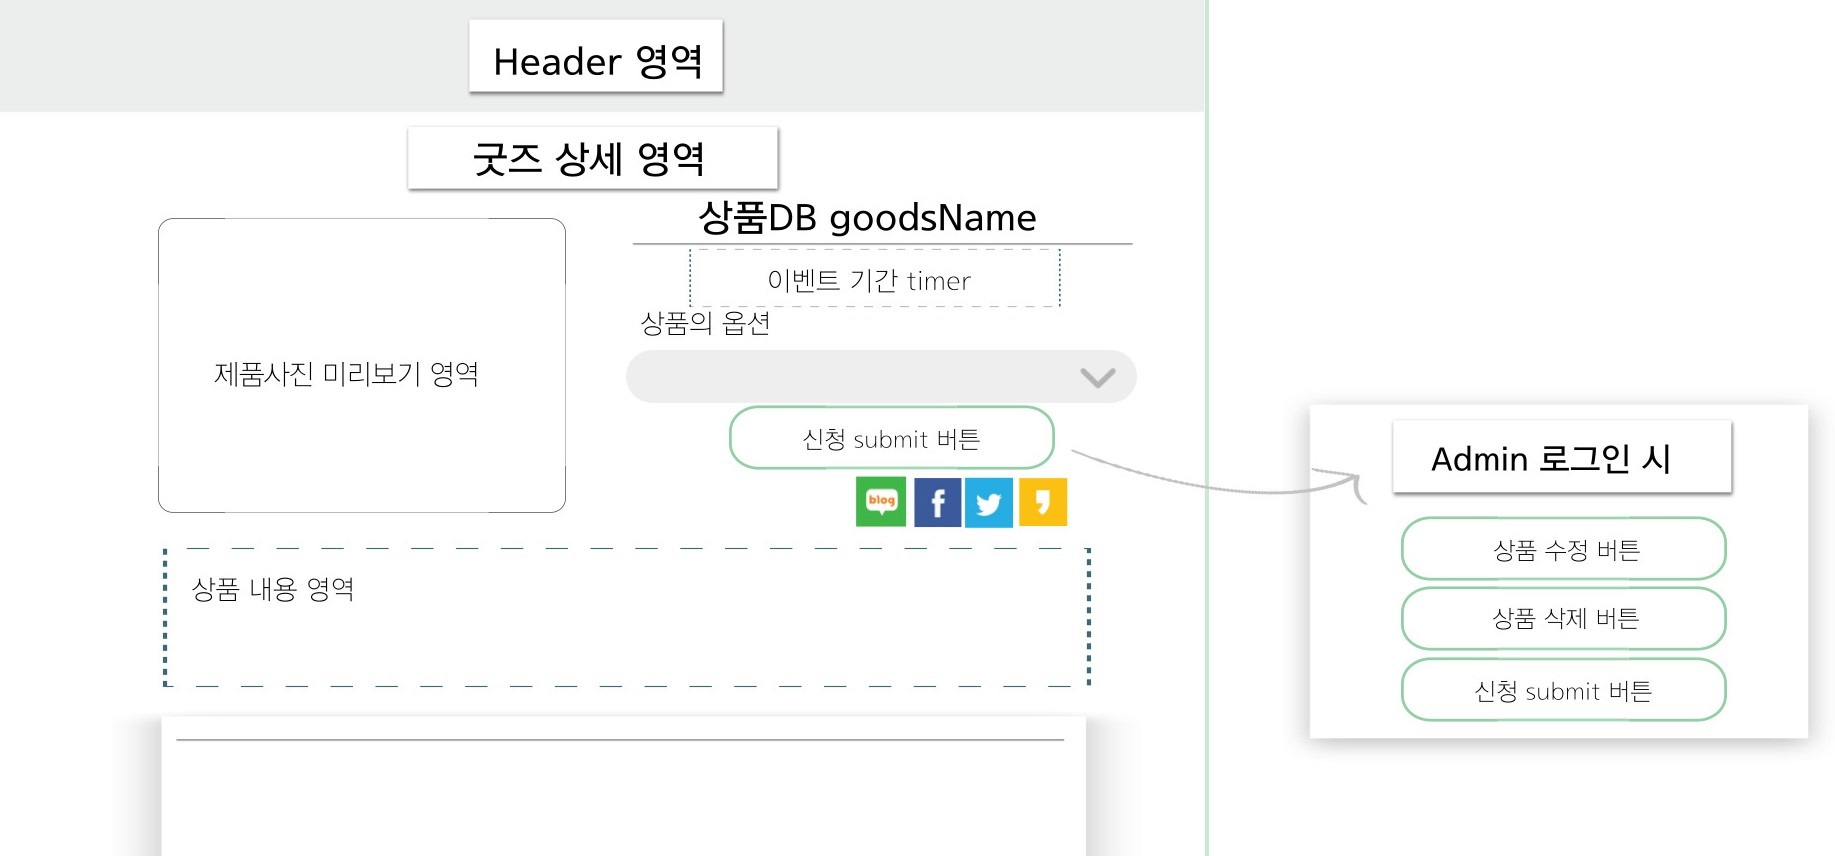 Header 영역
굿즈 상세 영역
상품DB goodsName
이벤트 기간 timer
상품의 옵션
제품사진 미리보기 영역
신청 submit 버튼
blog
상품 내용 영역
Admin 로그인 시
상품 수정 버튼
상품 삭제 버튼
신청 submit 버튼